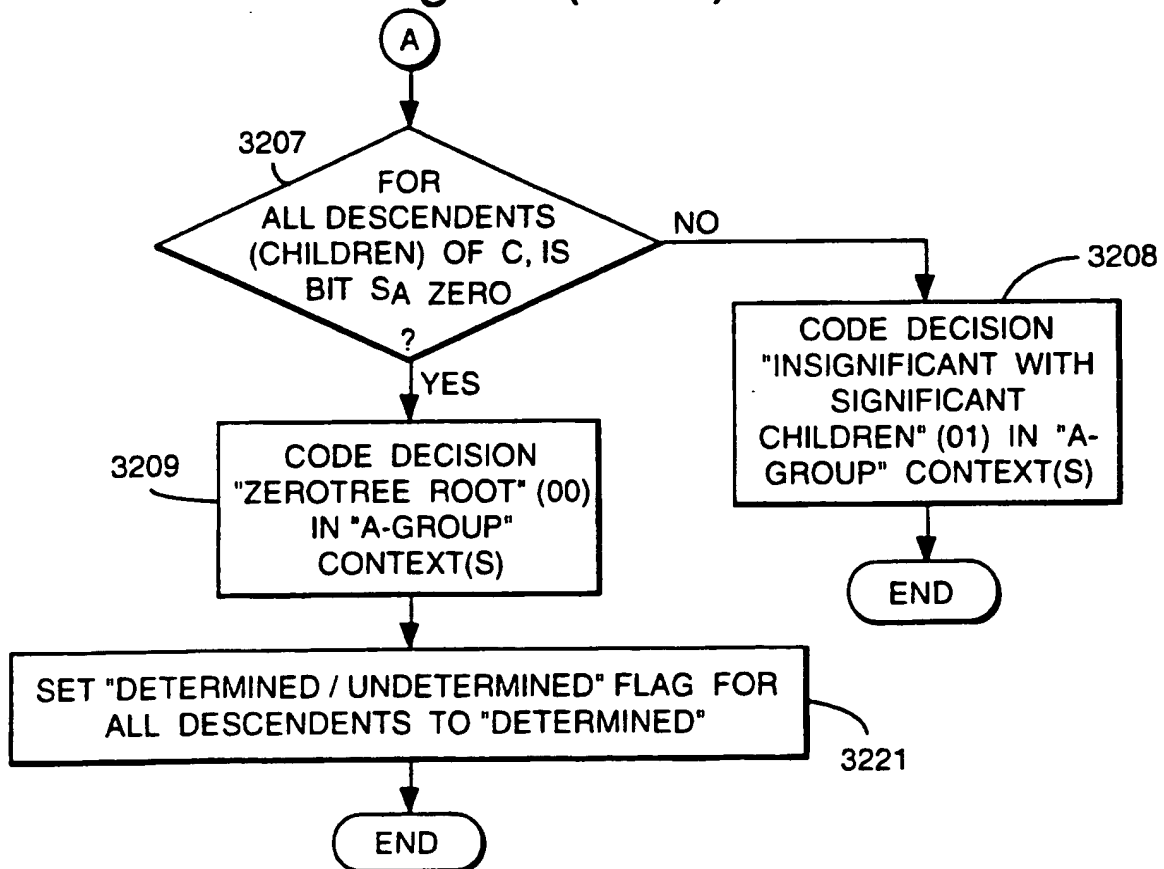 A
3207
FOR
ALL DESCENDENTS
(CHILDREN) OF C, IS
BIT SA ZERO
?
NO
YES
3208
CODE DECISION
"INSIGNIFICANT WITH
SIGNIFICANT
CHILDREN" (01) IN "A-
GROUP" CONTEXT(S)
END
3209
CODE DECISION
"ZEROTREE ROOT" (00)
IN "A-GROUP"
CONTEXT(S)
SET "DETERMINED / UNDETERMINED" FLAG FOR
ALL DESCENDENTS TO "DETERMINED"
3221
END